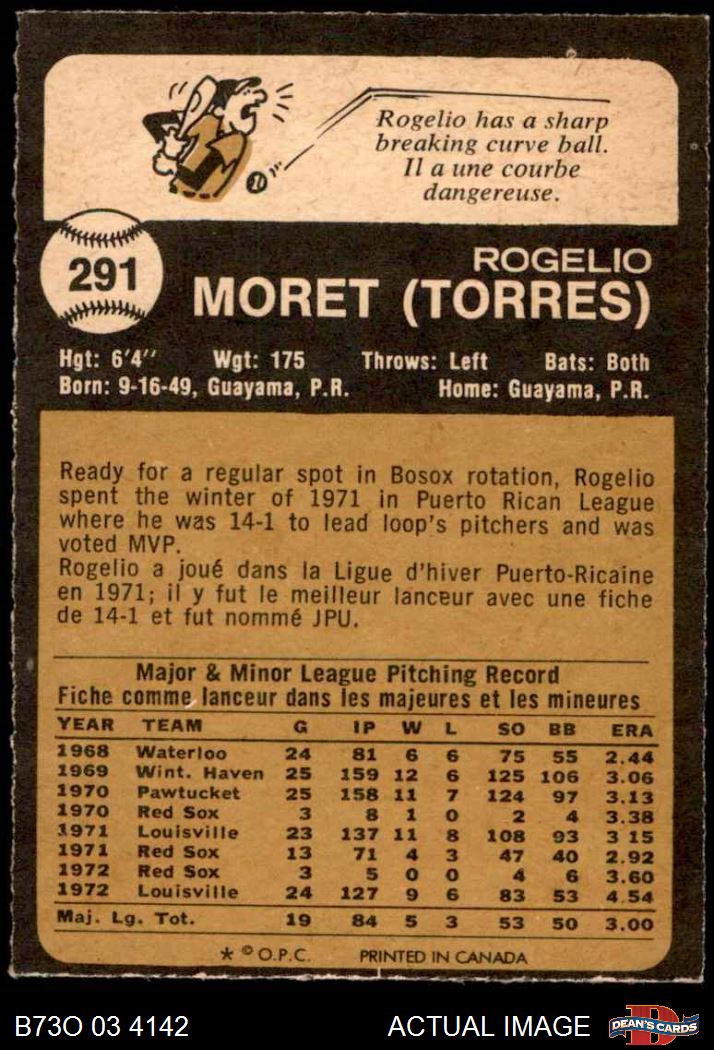 Rogelio has a sharp
breaking curve ball.
Il a une courbe
dangereuse.
291
ROGELIO
MORET (TORRES)
Hgt: 6'4" Wgt: 175 Throws: Left Bats: Both
Born: 9-16-49, Guayama, P.R. Home: Guayama, P.R.
Ready for a regular spot in Bosox rotation, Rogelio
spent the winter of 1971 in Puerto Rican League
where he was 14-1 to lead loop's pitchers and was
voted MVP.
Rogelio a joué dans la Ligue d'hiver Puerto-Ricaine
en 1971; il y fut le meilleur lanceur avec une fiche
de 14-1 et fut nommé JPU.
Major & Minor League Pitching Record
Fiche comme lanceur dans les majeures et les mineures
YEAR TEAM G IP W L SO BB ERA
1968 Waterloo 24 81 6 6 75 55 2.44
1969 Wint. Haven 25 159 12 6 125 106 3.06
1970 Pawtucket 25 158 11 7 124 97 3.13
1970 Red Sox 3 8 1 0 2 4 3.38
1971 Louisville 23 137 11 8 108 93 3 15
1971 Red Sox 13 71 4 3 47 40 2.92
1972 Red Sox 3 5 0 0 4 6 3.60
1972 Louisville 24 127 9 6 83 53 4.54
Maj. Lg. Tot. 19 84 5 3 53 50 3.00
* © O.P.C. PRINTED IN CANADA
B73O 03 4142 ACTUAL IMAGE DEAN'S CARDS